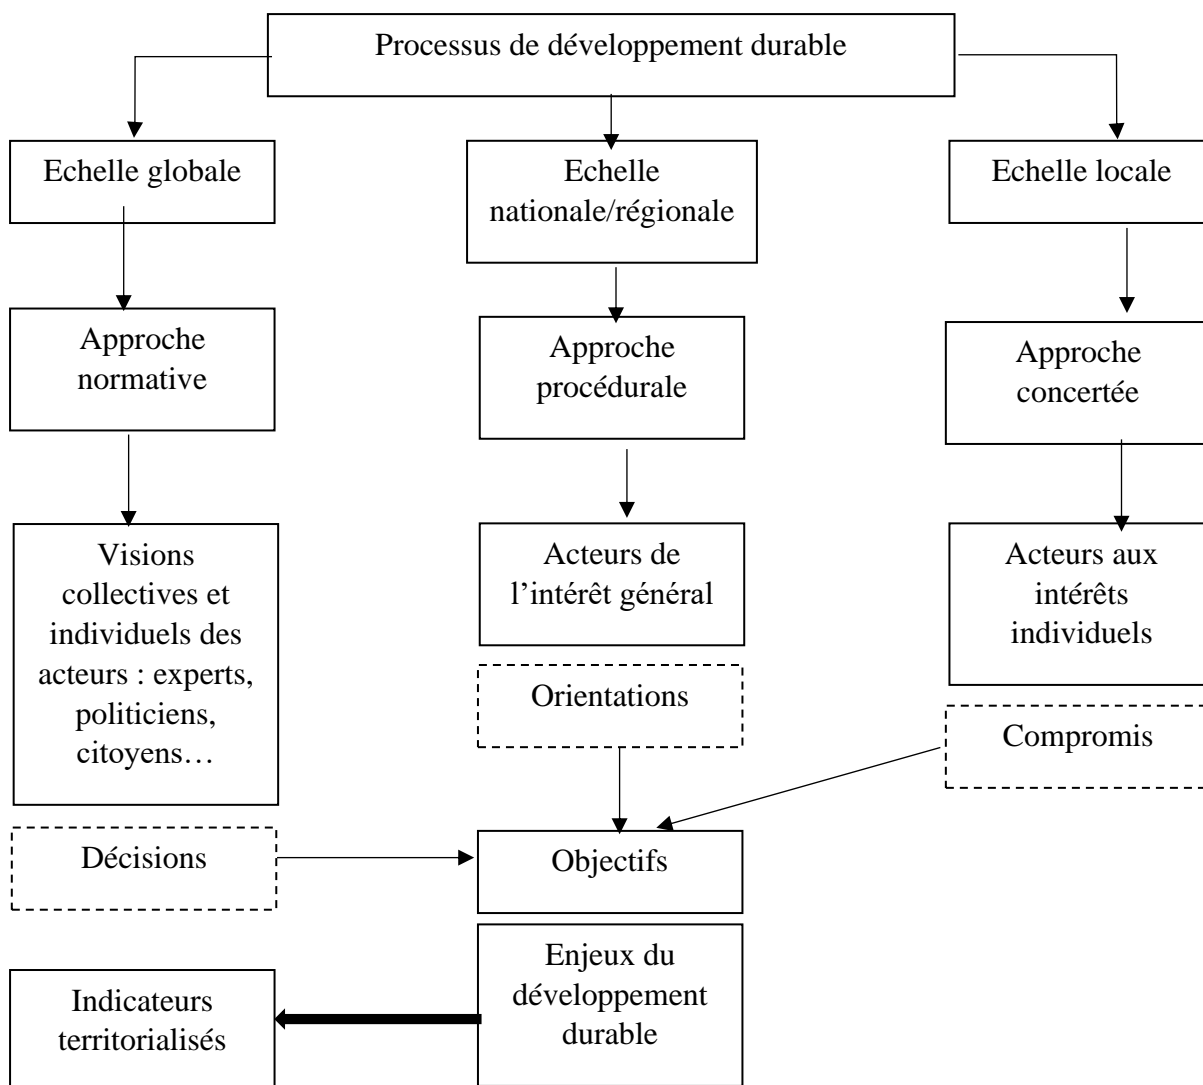 Processus de développement durable
Echelle globale
Echelle
nationale/régionale
Echelle locale
Approche
normative
Approche
procédurale
Approche
concertée
Visions
collectives et
individuels des
acteurs : experts,
politiciens,
citoyens…
Acteurs de
l’intérêt général
Acteurs aux
intérêts
individuels
Orientations
Compromis
Décisions
Objectifs
Enjeux du
développement
durable
Indicateurs
territorialisés